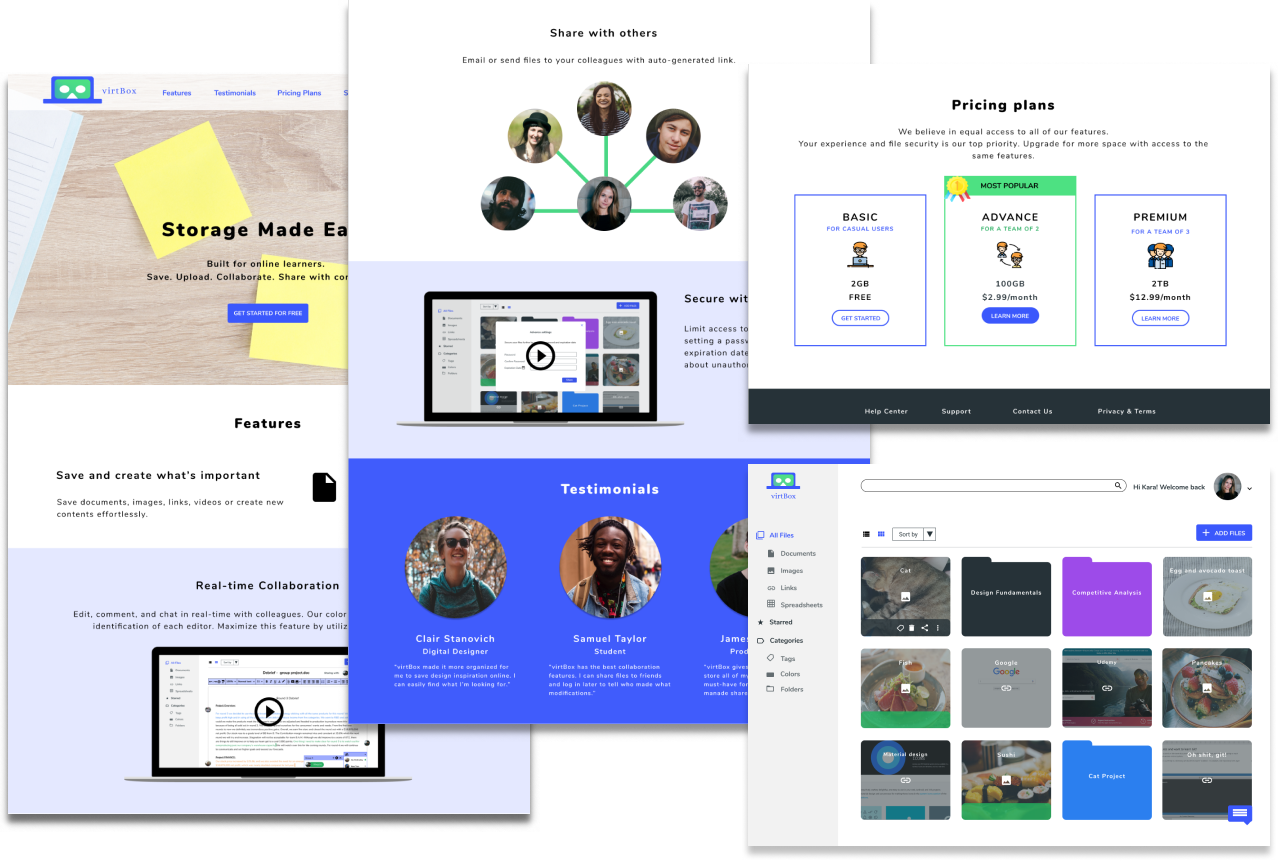 virtBox
Features
Testimonials
Pricing Plans
S
Storage Made Ea
Built for online learners.
Save. Upload. Collaborate. Share with cor
GET STARTED FOR FREE
Features
Save and create what's important
Save documents, images, links, videos or create new
contents effortlessly.
Real-time Collaboration
Edit, comment, and chat in real-time with colleagues. Our color
identification of each editor. Maximize this feature by utiliz
Share with others
Email or send files to your colleagues with auto-generated link.
Secure wit
Limit access to
setting a passw
expiration date
about unauthor
Testimonials
Clair Stanovich
Digital Designer
"virtBox made it more organized for
me to save design inspiration online. I
can easily find what I'm looking for."
Samuel Taylor
Student
"virtBox has the best collaboration
features. I can share files to friends
and log in later to tell who made what
modifications."
James
Prod
"virtBox gives
store all of my
must-have for
manade share
Pricing plans
We believe in equal access to all of our features.
Your experience and file security is our top priority. Upgrade for more space with access to the
same features.
BASIC
FOR CASUAL USERS
2GB
FREE
GET STARTED
1
MOST POPULAR
ADVANCE
FOR A TEAM OF 2
100GB
$2.99/month
LEARN MORE
PREMIUM
FOR A TEAM OF 3
2TB
$12.99/month
LEARN MORE
Help Center
Support
Contact Us
Privacy & Terms
virtBox
Hi Kara! Welcome back
All Files
Documents
Images
Links
Spreadsheets
Starred
Categories
Tags
Colors
Folders
Sort by
ADD FILES
Cat
Design Fundamentals
Competitive Analysis
Egg and avocado toast
Fish
Google
Udemy
Pancakes
Material design
Sushi
Cat Project
Oh shit, git!